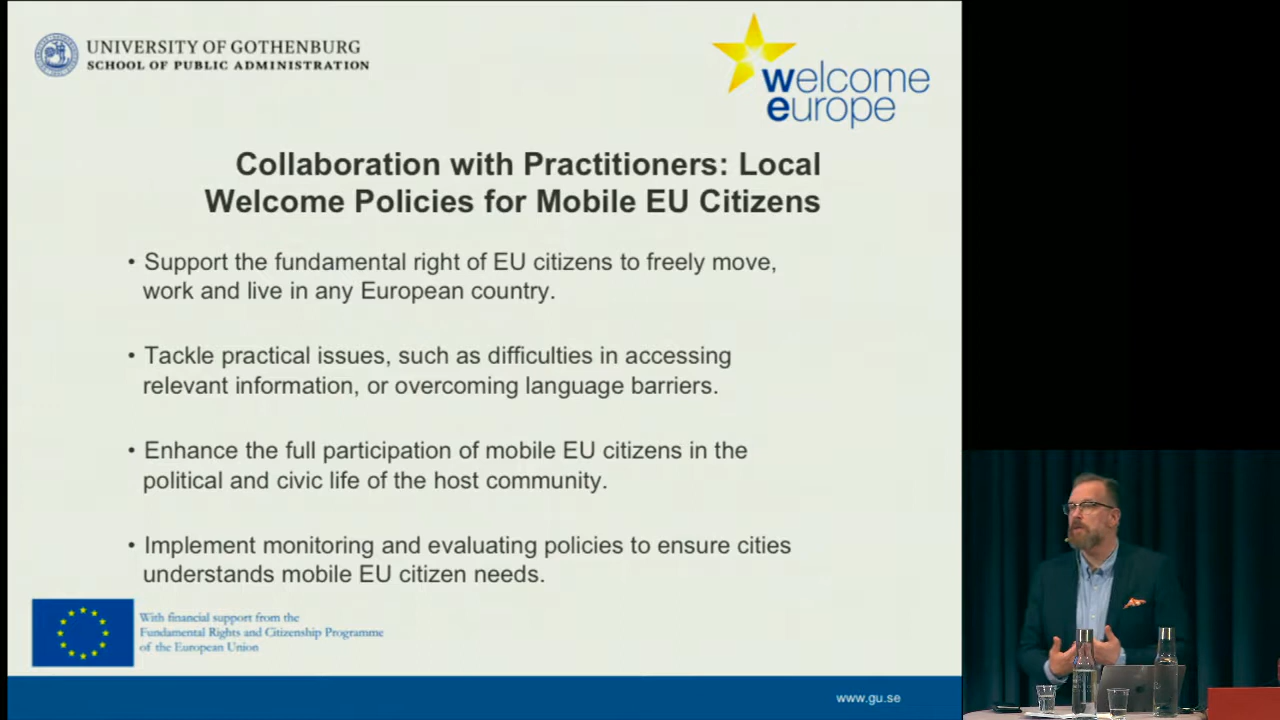 UNIVERSITY OF GOTHENBURG
SCHOOL OF PUBLIC ADMINISTRATION
welcome
europe
Collaboration with Practitioners: Local
Welcome Policies for Mobile EU Citizens
• Support the fundamental right of EU citizens to freely move,
work and live in any European country.
• Tackle practical issues, such as difficulties in accessing
relevant information, or overcoming language barriers.
• Enhance the full participation of mobile EU citizens in the
political and civic life of the host community.
• Implement monitoring and evaluating policies to ensure cities
understands mobile EU citizen needs.
With financial support from the
Fundamental Rights and Citizenship Programme
of the European Union
www.gu.se